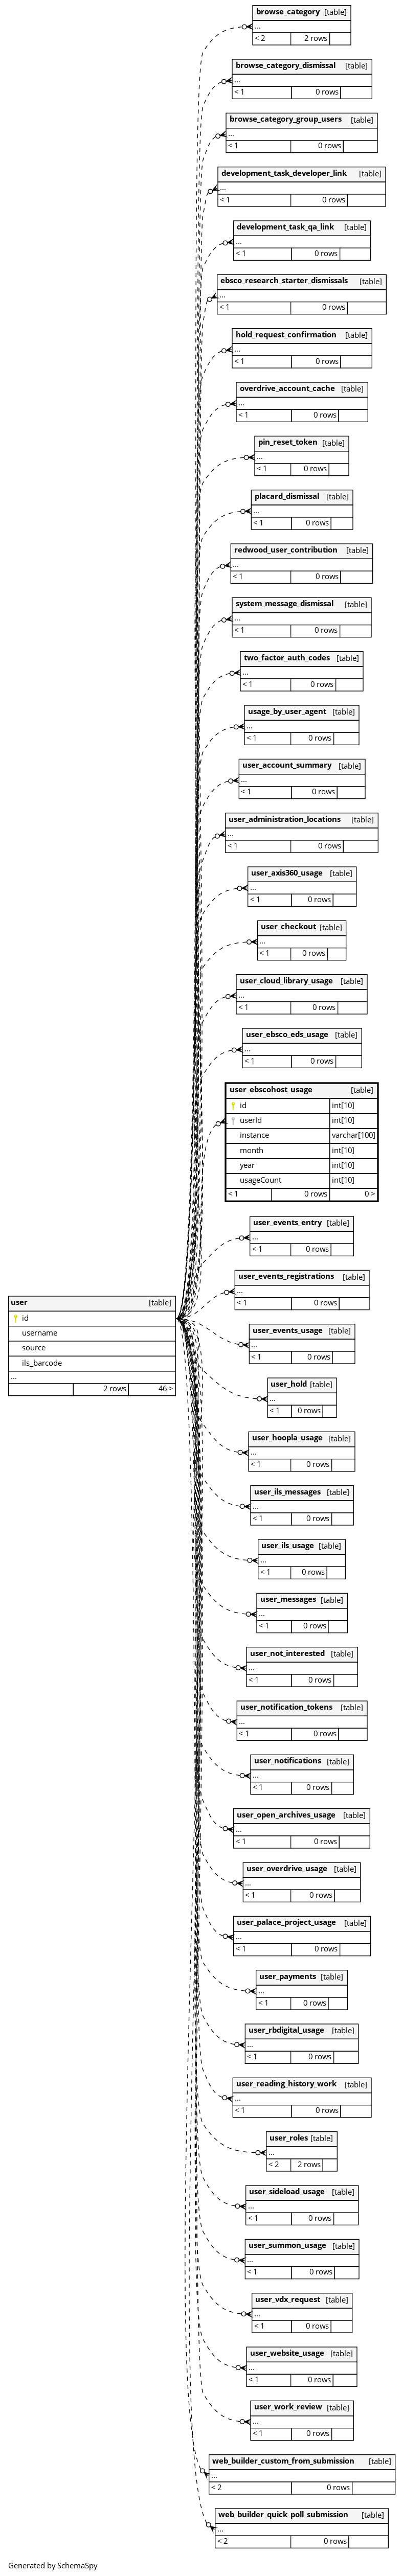 browse_category [table]
...
< 2 2 rows
browse_category_dismissal [table]
...
< 1 0 rows
browse_category_group_users [table]
...
< 1 0 rows
development_task_developer_link [table]
...
< 1 0 rows
development_task_qa_link [table]
...
< 1 0 rows
ebsco_research_starter_dismissals [table]
...
< 1 0 rows
hold_request_confirmation [table]
...
< 1 0 rows
overdrive_account_cache [table]
...
< 1 0 rows
pin_reset_token [table]
...
< 1 0 rows
placard_dismissal [table]
...
< 1 0 rows
redwood_user_contribution [table]
...
< 1 0 rows
system_message_dismissal [table]
...
< 1 0 rows
two_factor_auth_codes [table]
...
< 1 0 rows
usage_by_user_agent [table]
...
< 1 0 rows
user_account_summary [table]
...
< 1 0 rows
user_administration_locations [table]
...
< 1 0 rows
user_axis360_usage [table]
...
< 1 0 rows
user_checkout [table]
...
< 1 0 rows
user_cloud_library_usage [table]
...
< 1 0 rows
user_ebsco_eds_usage [table]
...
< 1 0 rows
user_ebscohost_usage [table]
id int[10]
userId int[10]
instance varchar[100]
month int[10]
year int[10]
usageCount int[10]
< 1 0 rows 0 >
user_events_entry [table]
...
< 1 0 rows
user_events_registrations [table]
...
< 1 0 rows
user [table]
id
username
source
ils_barcode
...
2 rows 46 >
user_events_usage [table]
...
< 1 0 rows
user_hold [table]
...
< 1 0 rows
user_hoopla_usage [table]
...
< 1 0 rows
user_ils_messages [table]
...
< 1 0 rows
user_ils_usage [table]
...
< 1 0 rows
user_messages [table]
...
< 1 0 rows
user_not_interested [table]
...
< 1 0 rows
user_notification_tokens [table]
...
< 1 0 rows
user_notifications [table]
...
< 1 0 rows
user_open_archives_usage [table]
...
< 1 0 rows
user_overdrive_usage [table]
...
< 1 0 rows
user_palace_project_usage [table]
...
< 1 0 rows
user_payments [table]
...
< 1 0 rows
user_rbdigital_usage [table]
...
< 1 0 rows
user_reading_history_work [table]
...
< 1 0 rows
user_roles [table]
...
< 2 2 rows
user_sideload_usage [table]
...
< 1 0 rows
user_summon_usage [table]
...
< 1 0 rows
user_vdx_request [table]
...
< 1 0 rows
user_website_usage [table]
...
< 1 0 rows
user_work_review [table]
...
< 1 0 rows
web_builder_custom_from_submission [table]
...
< 2 0 rows
web_builder_quick_poll_submission [table]
...
< 2 0 rows
Generated by SchemaSpy